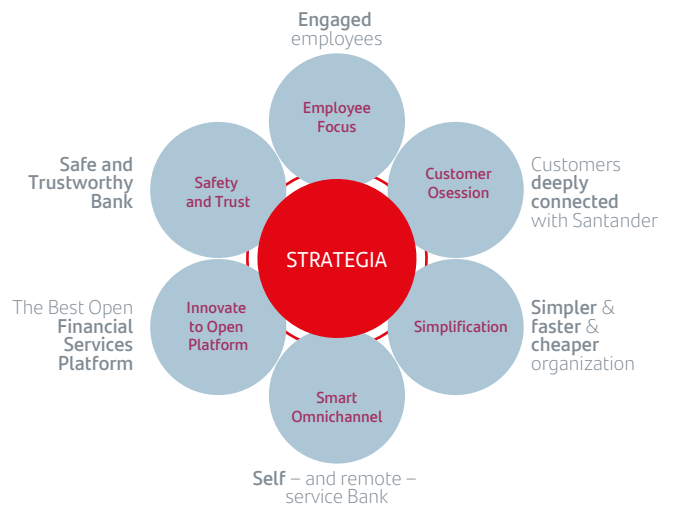 Engaged
employees
Employee
Focus
Safe and
Trustworthy
Bank
Safety
and Trust
Customer
Osession
Customers
deeply
connected
with Santander
STRATEGIA
The Best Open
Financial
Services
Platform
Innovate
to Open
Platform
Simplification
Simpler &
faster &
cheaper
organization
Smart
Omnichannel
Self – and remote –
service Bank